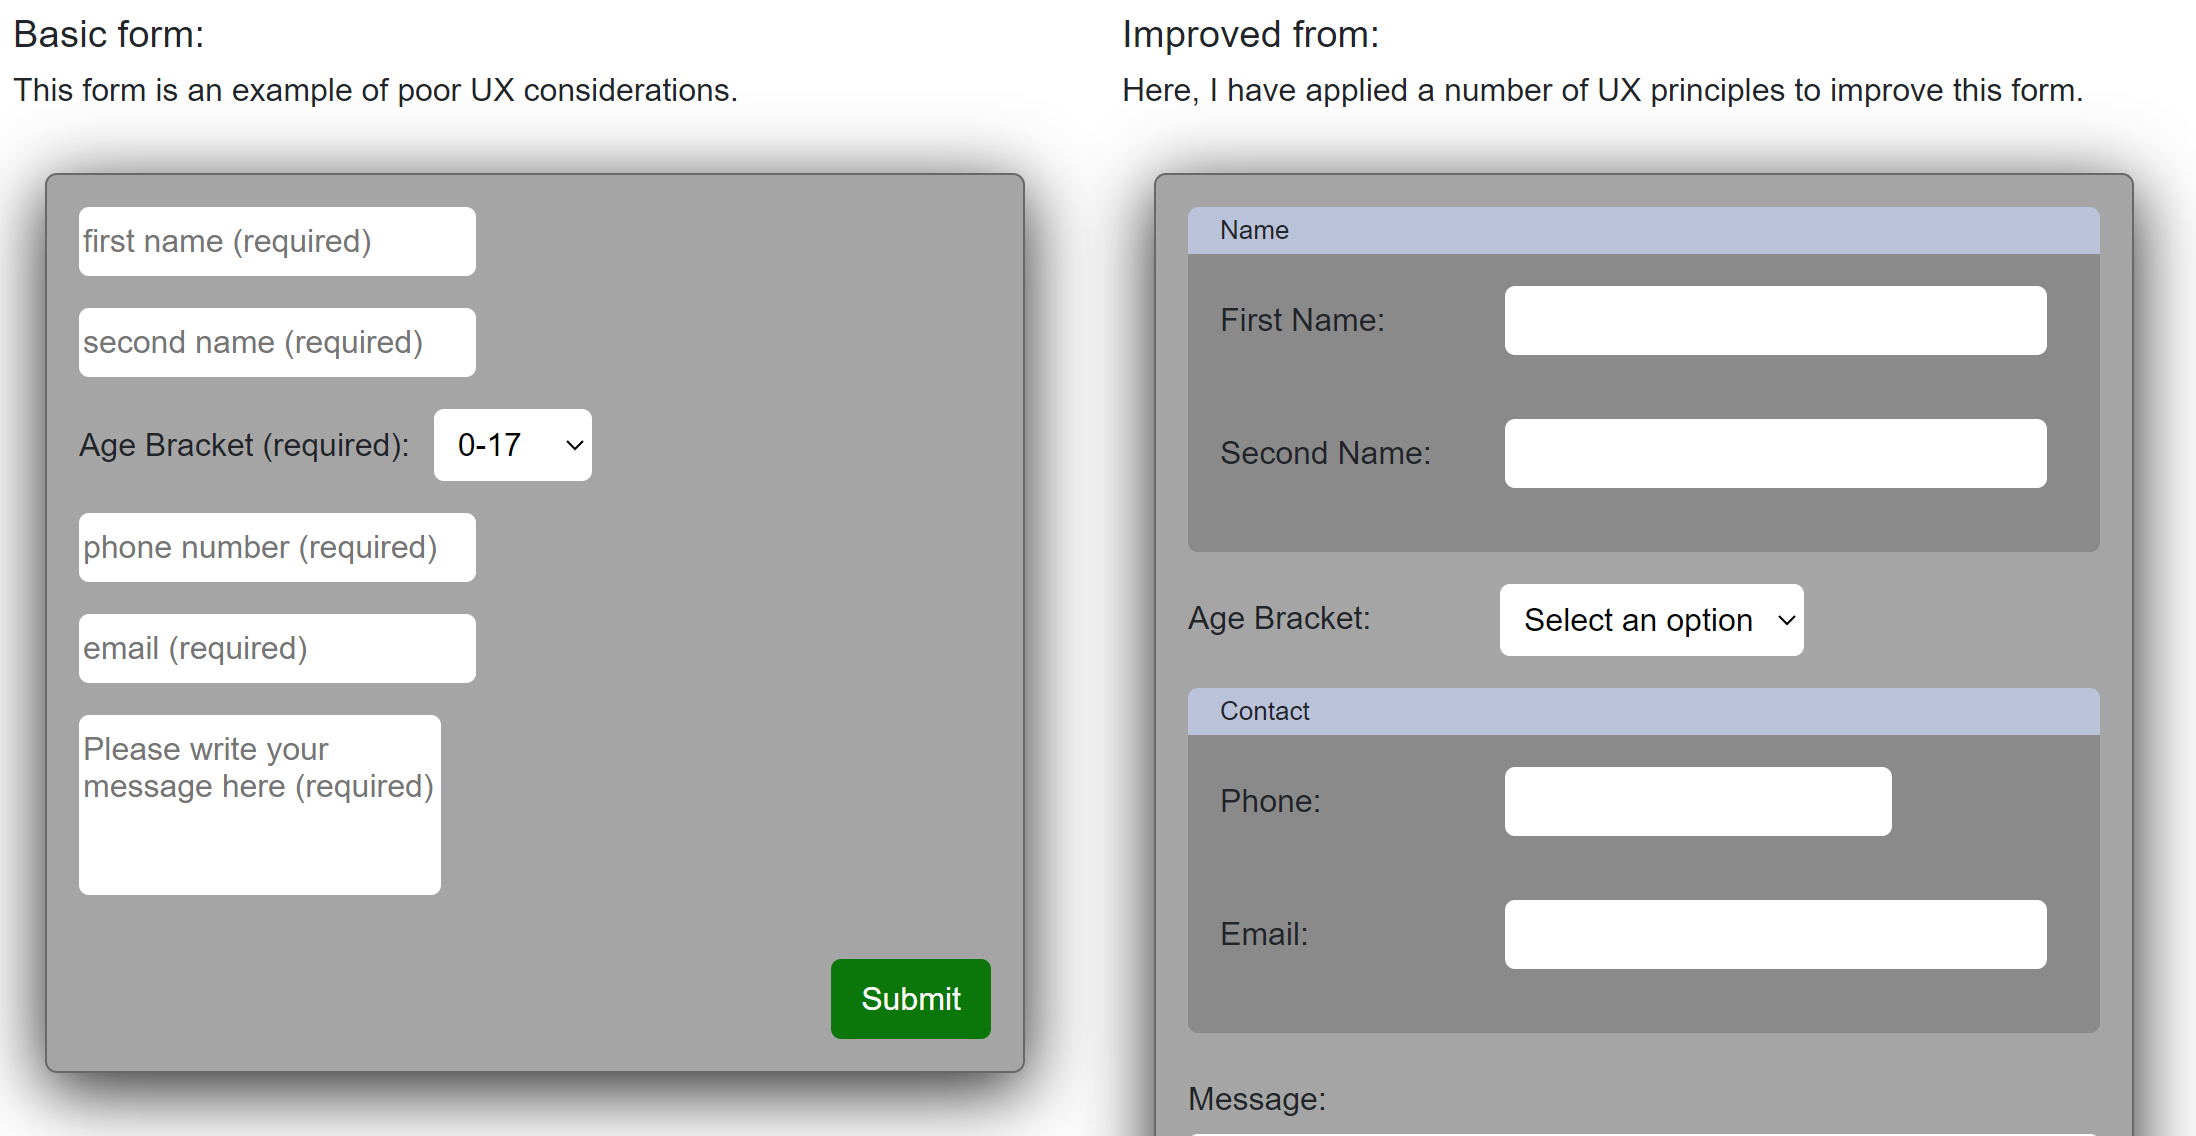 Basic form:
This form is an example of poor UX considerations.
first name (required)
second name (required)
Age Bracket (required): 0-17
phone number (required)
email (required)
Please write your
message here (required)
Submit
Improved from:
Here, I have applied a number of UX principles to improve this form.
Name
First Name:
Second Name:
Age Bracket: Select an option
Contact
Phone:
Email:
Message: